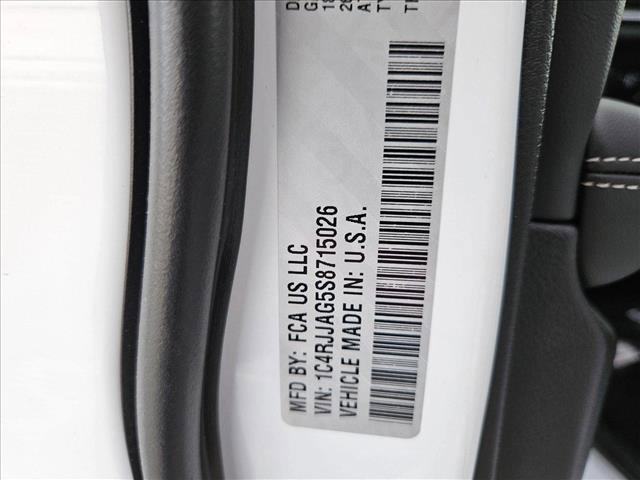 MFD BY: FCA US LLC
VIN: 1C4RJJAG5S8715026
VEHICLE MADE IN: U.S.A.